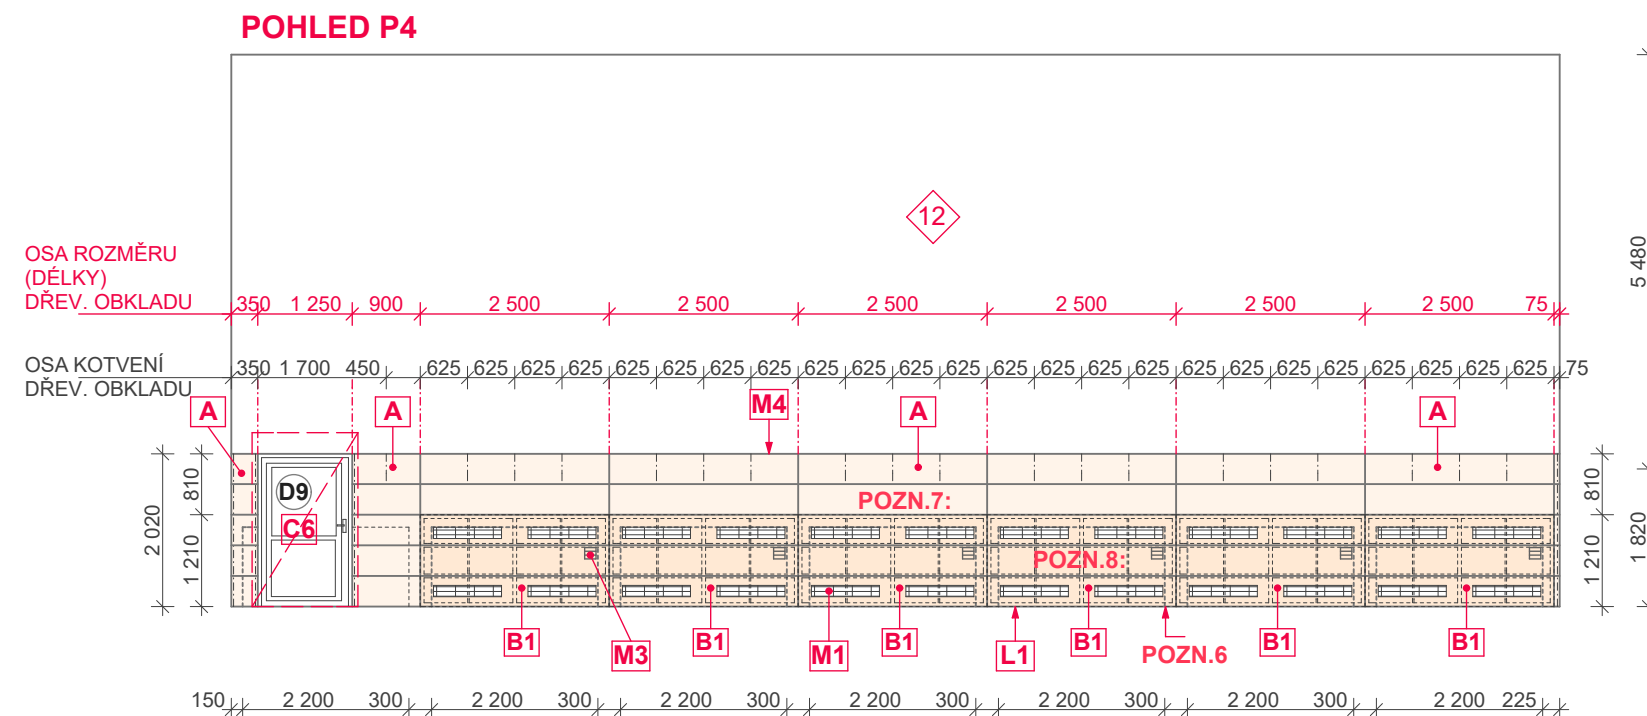 POHLED P4
12
5 480
OSA ROZMĚRU
(DÉLKY)
DŘEV. OBKLADU
350 1 250 900 2 500 2 500 2 500 2 500 2 500 2 500 75
OSA KOTVENÍ
DŘEV. OBKLADU
350 1 700 450 625 625 625 625 625 625 625 625 625 625 625 625 625 625 625 625 625 625 625 625 625 625 625 625 75
A A M4 A A
2 020 810 1 210
D9
C6
POZN.7:
POZN.8:
810 1 210 1 820
B1 M3 B1 M1 B1 L1 B1 POZN.6 B1 B1
150 2 200 300 2 200 300 2 200 300 2 200 300 2 200 300 2 200 300 2 200 225